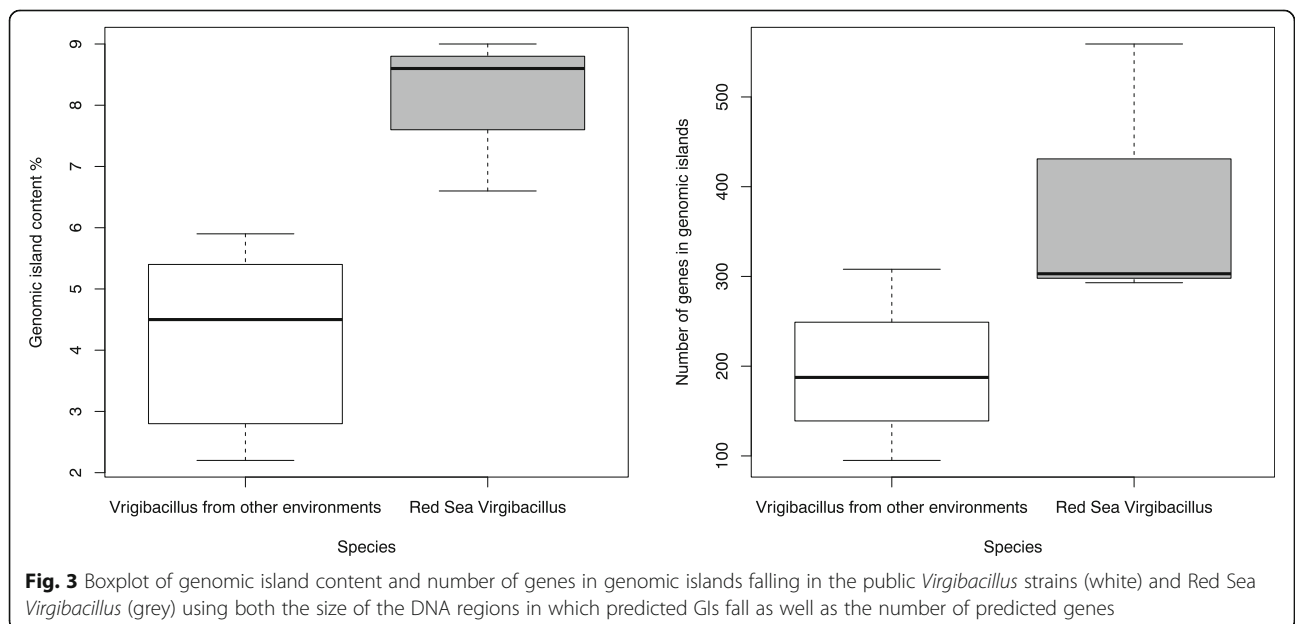 Genomic island content %
9
8
7
6
5
4
3
2
Vrigibacillus from other environments
Red Sea Virgibacillus
Species
Number of genes in genomic islands
500
400
300
200
100
Vrigibacillus from other environments
Red Sea Virgibacillus
Species
Fig. 3 Boxplot of genomic island content and number of genes in genomic islands falling in the public Virgibacillus strains (white) and Red Sea
Virgibacillus (grey) using both the size of the DNA regions in which predicted GIs fall as well as the number of predicted genes